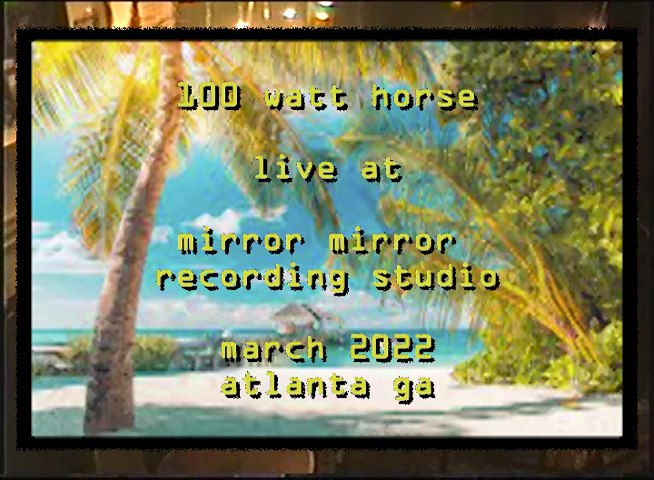 100 watt horse
live at
mirror mirror
recording studio
march 2022
atlanta ga